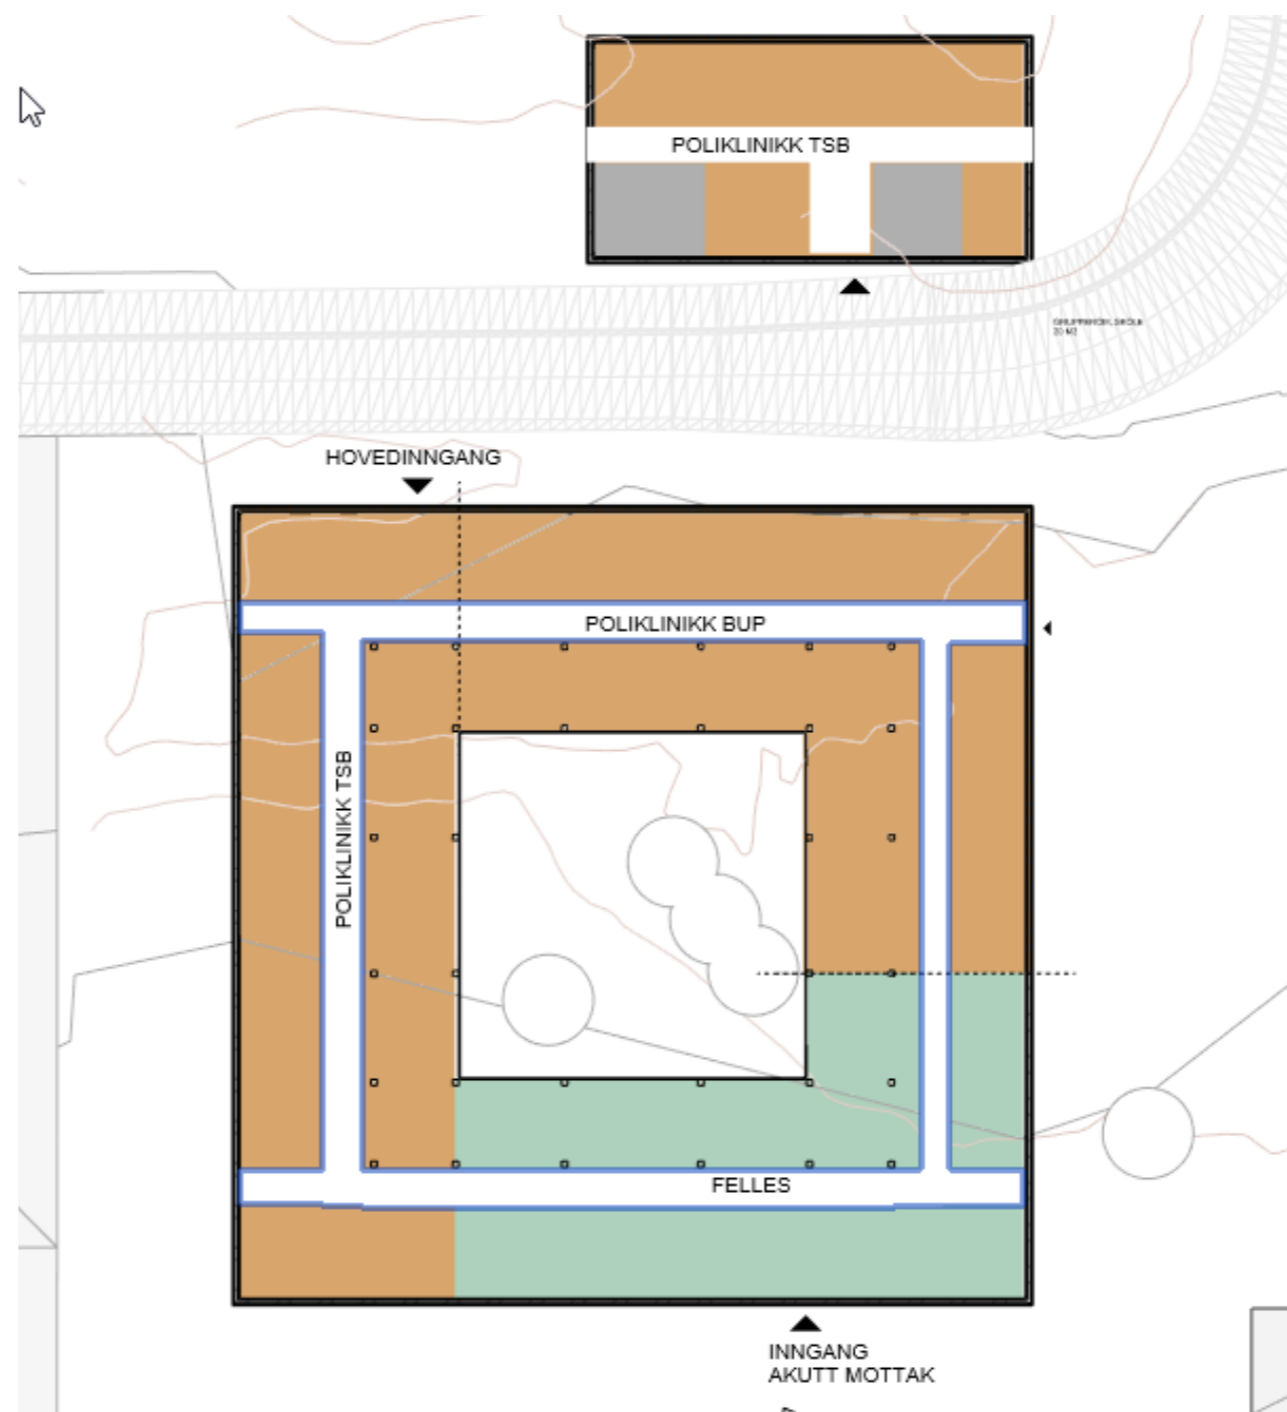 POLIKLINIKK TSB
HOVEDINNGANG
POLIKLINIKK BUP
POLIKLINIKK TSB
FELLES
INNGANG
AKUTT MOTTAK